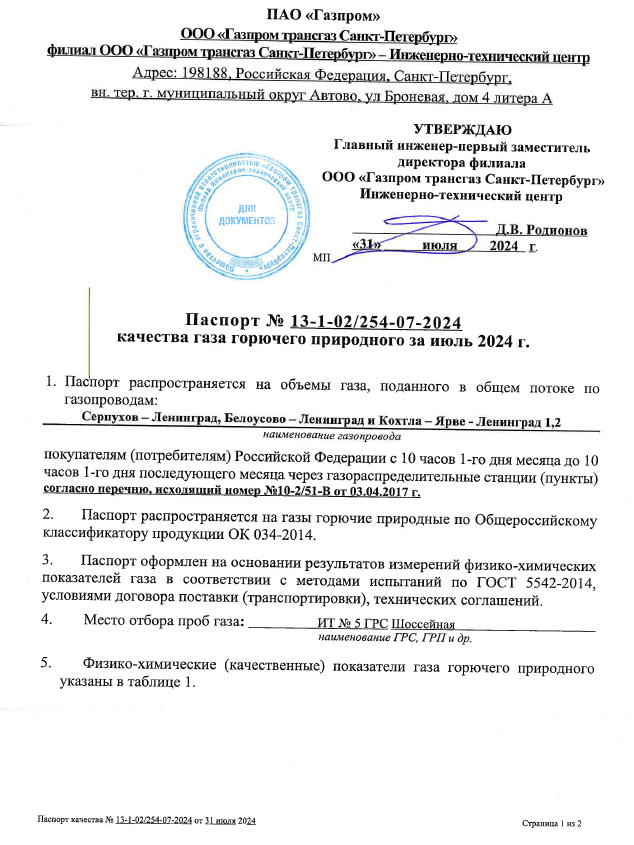 ПАО «Газпром»
ООО «Газпром трансгаз Санкт-Петербург»
филиал ООО «Газпром трансгаз Санкт-Петербург» – Инженерно-технический центр
Адрес: 198188, Российская Федерация, Санкт-Петербург,
вн. тер. г. муниципальный округ Автово, ул Броневая, дом 4 литера А
УТВЕРЖДАЮ
Главный инженер-первый заместитель
директора филиала
ООО «Газпром трансгаз Санкт-Петербург»
Инженерно-технический центр
ДЛЯ
ДОКУМЕНТОВ
Д.В. Родионов
«31» июля 2024 г.
МП
Паспорт № 13-1-02/254-07-2024
качества газа горючего природного за июль 2024 г.
1. Паспорт распространяется на объемы газа, поданного в общем потоке по
газопроводам:
Серпухов – Ленинград, Белоусово – Ленинград и Кохтла – Ярве - Ленинград 1,2
наименование газопровода
покупателям (потребителям) Российской Федерации с 10 часов 1-го дня месяца до 10
часов 1-го дня последующего месяца через газораспределительные станции (пункты)
согласно перечню, исходящий номер №10-2/51-В от 03.04.2017 г.
2. Паспорт распространяется на газы горючие природные по Общероссийскому
классификатору продукции ОК 034-2014.
3. Паспорт оформлен на основании результатов измерений физико-химических
показателей газа в соответствии с методами испытаний по ГОСТ 5542-2014,
условиями договора поставки (транспортировки), технических соглашений.
4. Место отбора проб газа: ИТ № 5 ГРС Шоссейная
наименование ГРС, ГРП и др.
5. Физико-химические (качественные) показатели газа горючего природного
указаны в таблице 1.
Паспорт качества № 13-1-02/254-07-2024 от 31 июля 2024
Страница 1 из 2